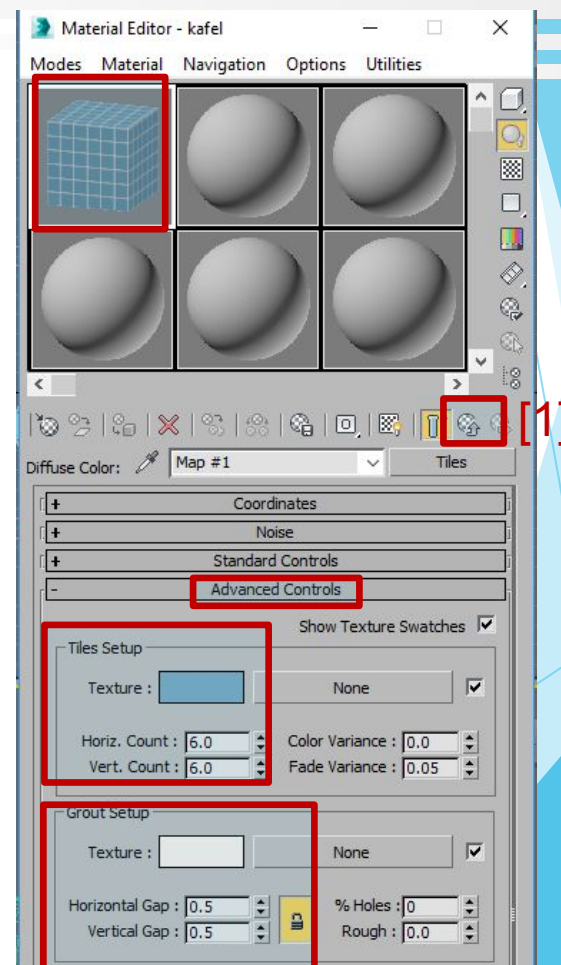 Material Editor - kafel
Modes Material Navigation Options Utilities
[1]
Diffuse Color: Map #1 Tiles
+ Coordinates
+ Noise
+ Standard Controls
- Advanced Controls
Show Texture Swatches
Tiles Setup
Texture : None
Horiz. Count : 6.0 Color Variance : 0.0
Vert. Count : 6.0 Fade Variance : 0.05
Grout Setup
Texture : None
Horizontal Gap : 0.5 % Holes : 0
Vertical Gap : 0.5 Rough : 0.0